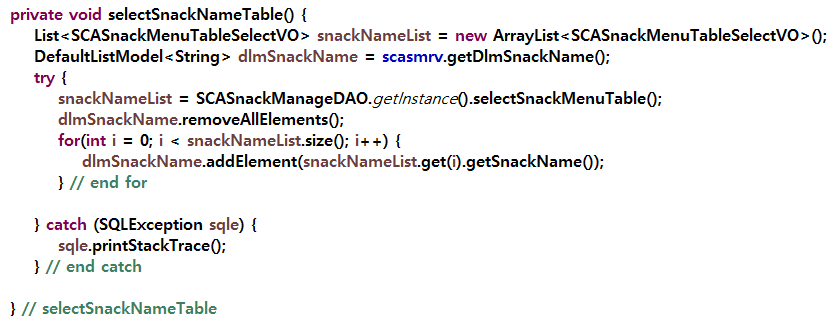 private void selectSnackNameTable() {
    List<SCASnackMenuTableSelectVO> snackNameList = new ArrayList<SCASnackMenuTableSelectVO>();
    DefaultListModel<String> dlmSnackName = scasmrv.getDlmSnackName();
    try {
        snackNameList = SCASnackManageDAO.getInstance().selectSnackMenuTable();
        dlmSnackName.removeAllElements();
        for(int i = 0; i < snackNameList.size(); i++) {
            dlmSnackName.addElement(snackNameList.get(i).getSnackName());
        } // end for

    } catch (SQLException sqle) {
        sqle.printStackTrace();
    } // end catch

} // selectSnackNameTable